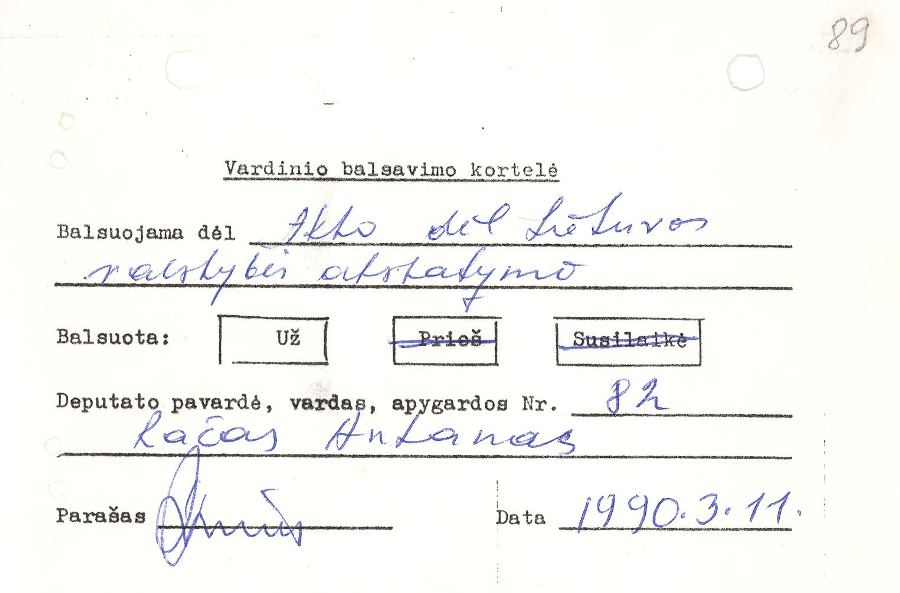 89
Vardinio balsavimo kortelė
Balsuojama dėl Akto dėl Lietuvos
valstybės atstatymo
Balsuota: Už Prieš Susilaikė
Deputato pavardė, vardas, apygardos Nr. 82
Račas Antanas
Parašas Data 1990.3.11.